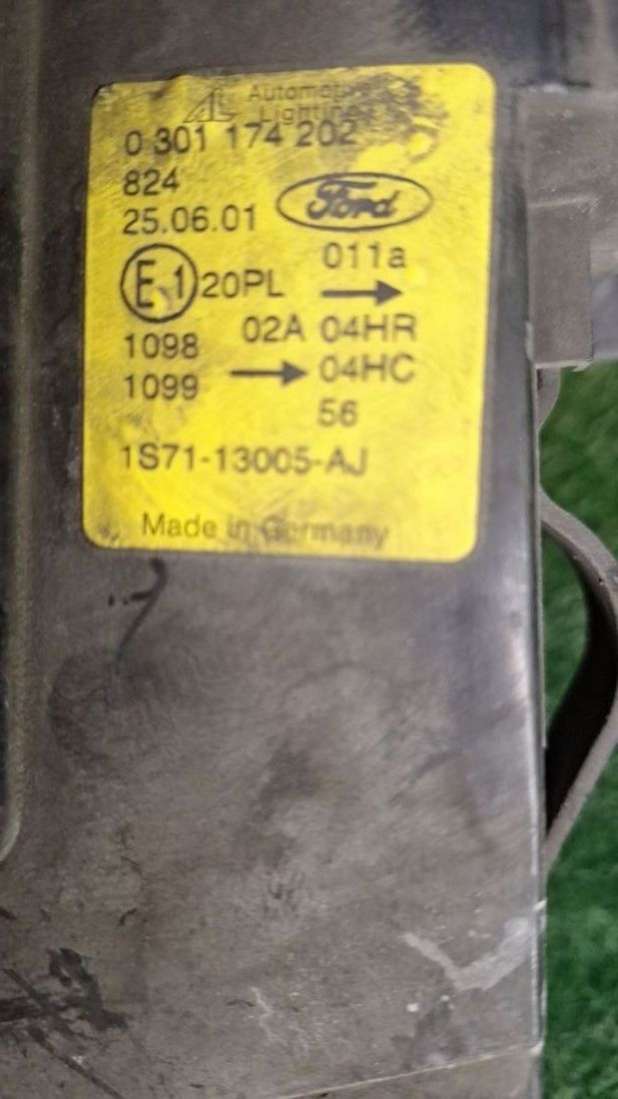 AL Automotive
Lighting
0 301 174 202
824
Ford
25.06.01
011a
E1 20PL →
1098 02A 04HR
1099 → 04HC
56
1S71-13005-AJ
Made in Germany